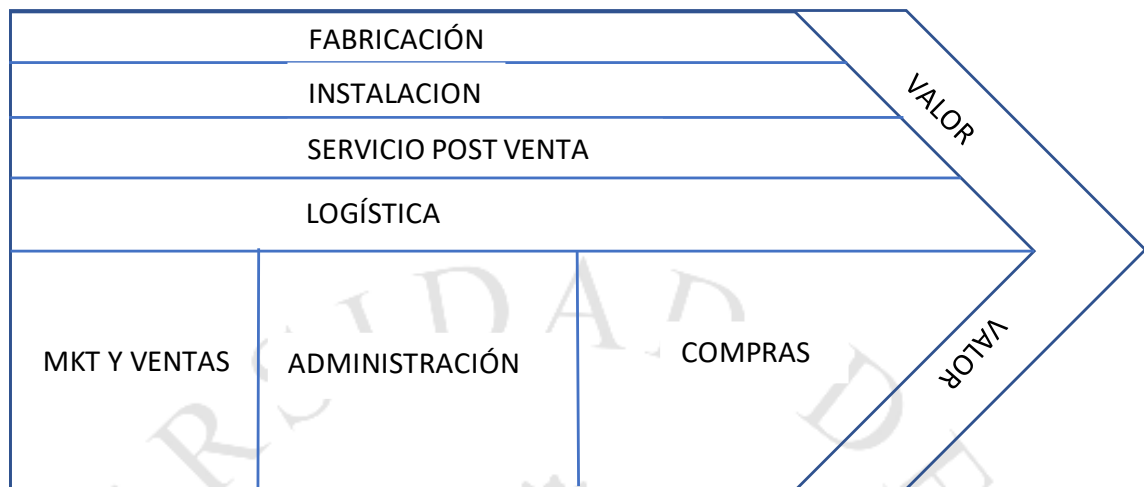 FABRICACIÓN
INSTALACION
SERVICIO POST VENTA
LOGÍSTICA
VALOR
MKT Y VENTAS
ADMINISTRACIÓN
COMPRAS
VALOR